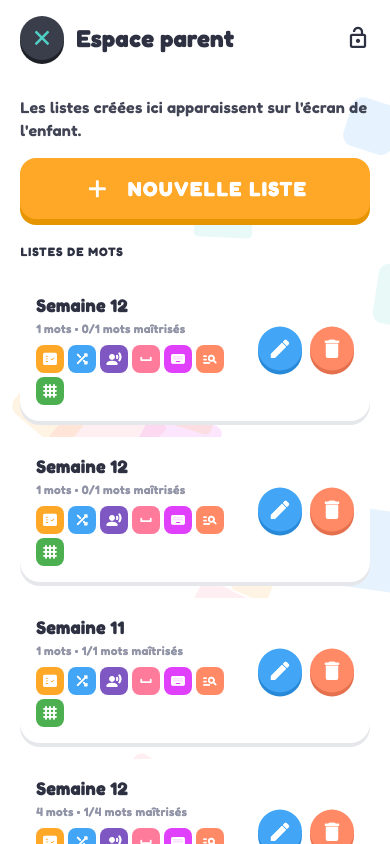 Espace parent
Les listes créées ici apparaissent sur l'écran de
l'enfant.
NOUVELLE LISTE
LISTES DE MOTS
Semaine 12
1 mots • 0/1 mots maîtrisés
Semaine 12
1 mots • 0/1 mots maîtrisés
Semaine 11
1 mots • 1/1 mots maîtrisés
Semaine 12
4 mots • 1/4 mots maîtrisés